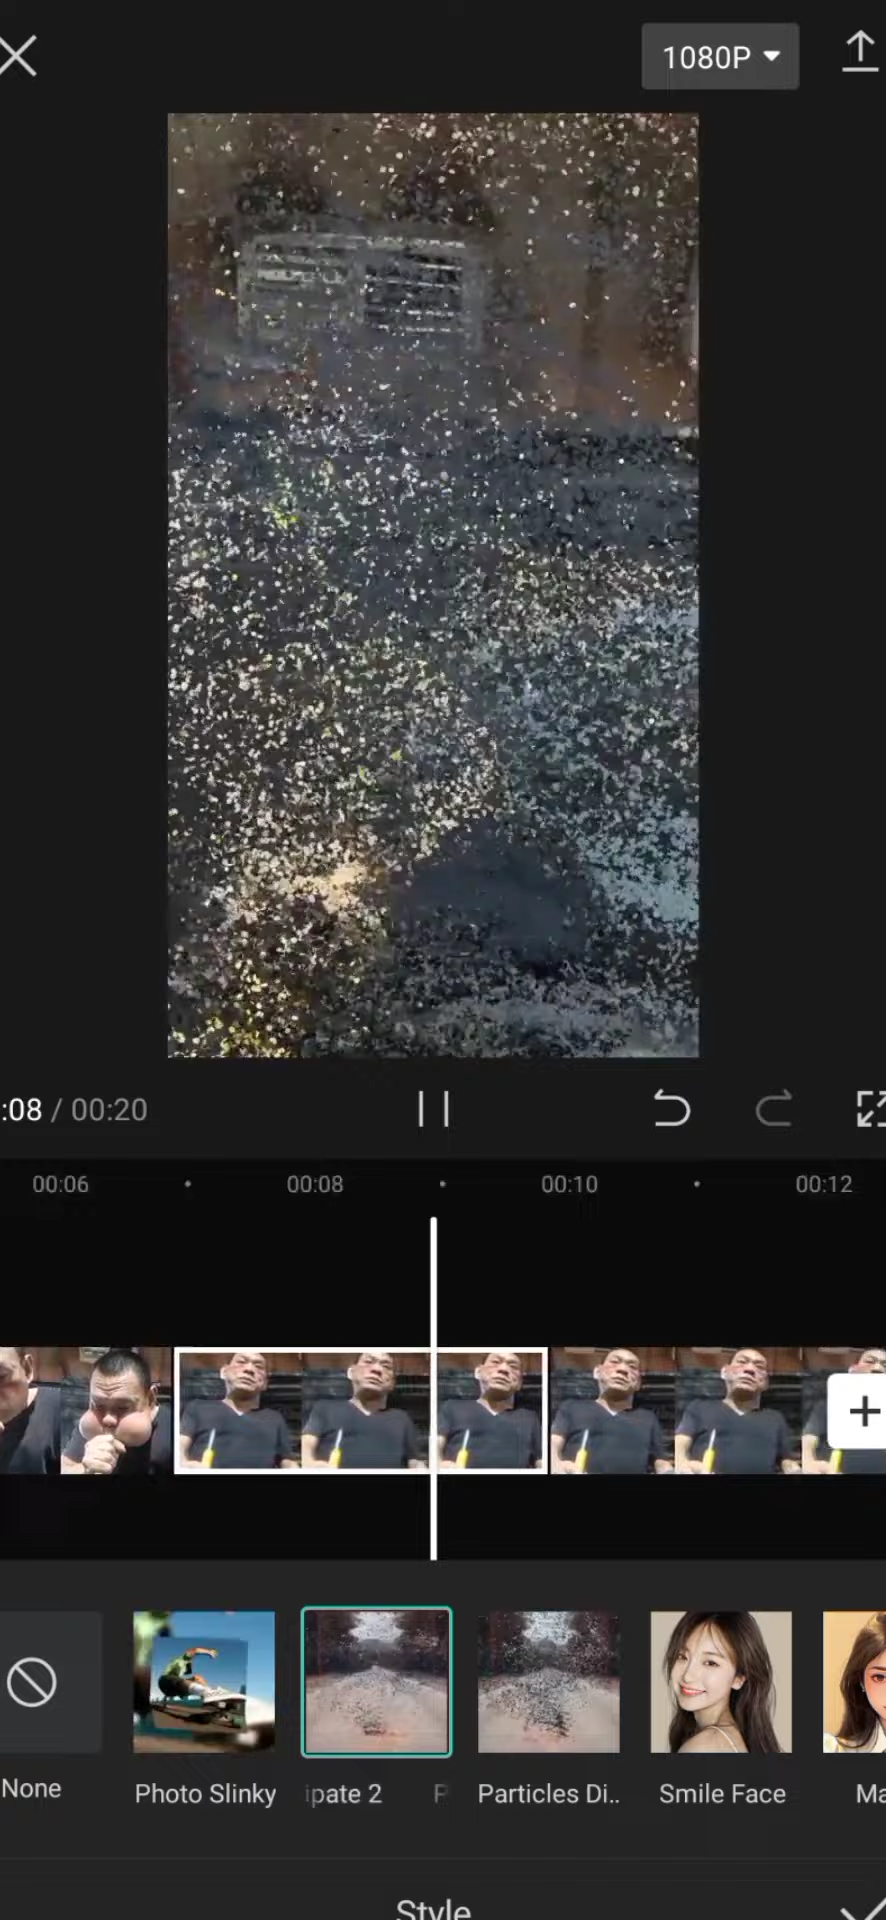 1080P
:08 / 00:20
00:06 00:08 00:10 00:12
None Photo Slinky ipate 2 P Particles Di.. Smile Face Ma
Style